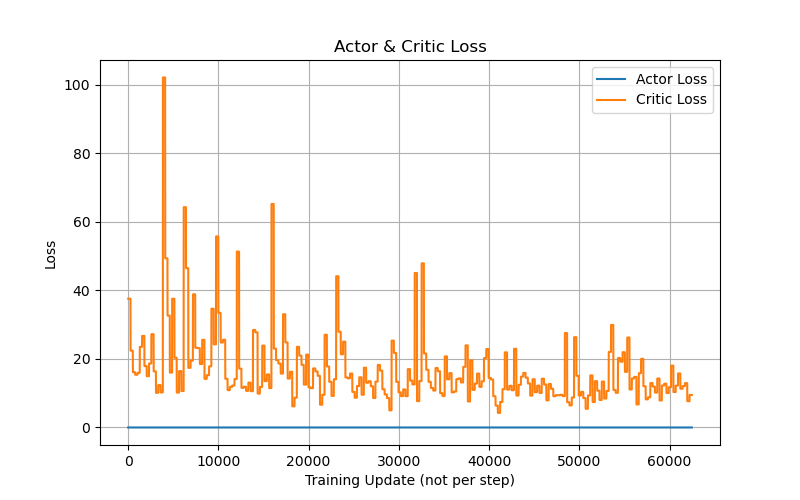 Actor & Critic Loss
Actor Loss
Critic Loss
100
80
60
40
20
0
Loss
0 10000 20000 30000 40000 50000 60000
Training Update (not per step)